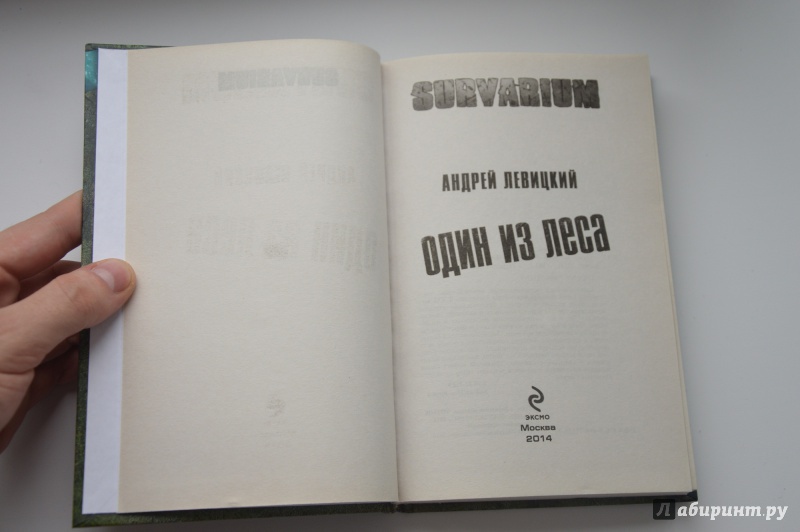 SURVARIUM
АНДРЕЙ ЛЕВИЦКИЙ
ОДИН ИЗ ЛЕСА
ЭКСМО
Москва
2014
Лабиринт.ру